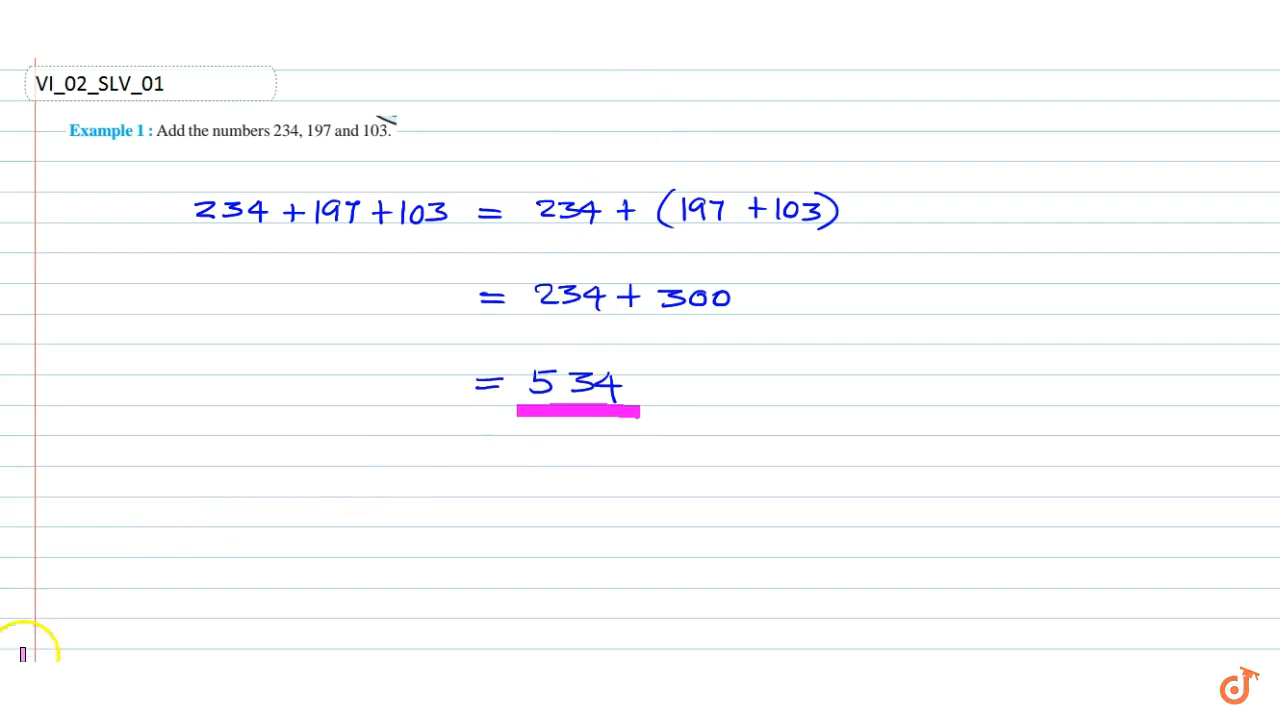 VI_02_SLV_01
Example 1 : Add the numbers 234, 197 and 103.
234 + 197 + 103 = 234 + (197 + 103)
= 234 + 300
= 534